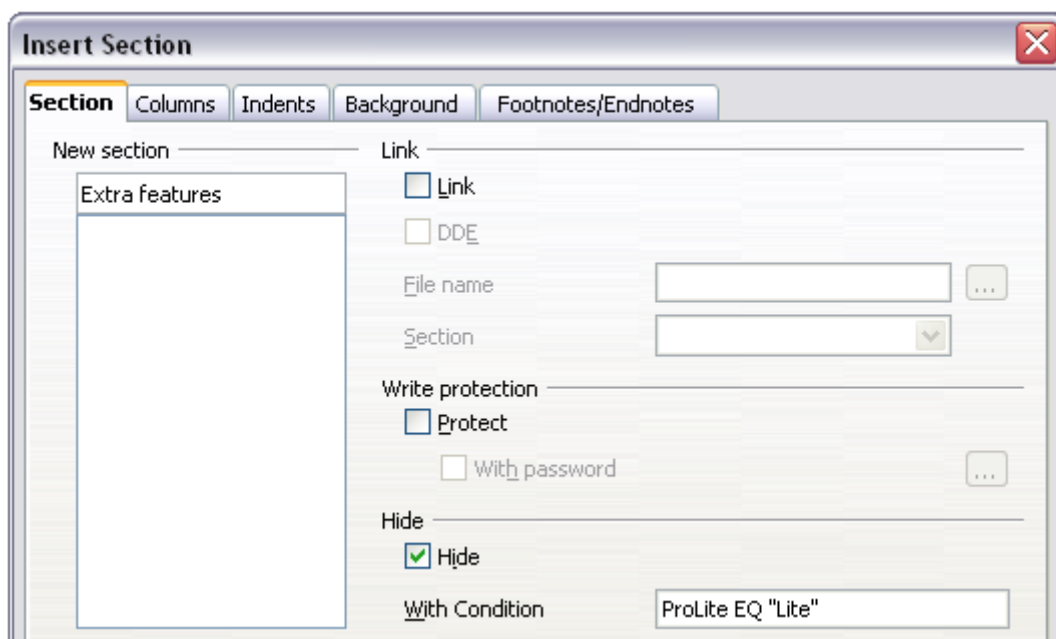 Insert Section
Section Columns Indents Background Footnotes/Endnotes
New section
Extra features
Link
Link
DDE
File name
...
Section
Write protection
Protect
With password
...
Hide
Hide
With Condition
ProLite EQ "Lite"